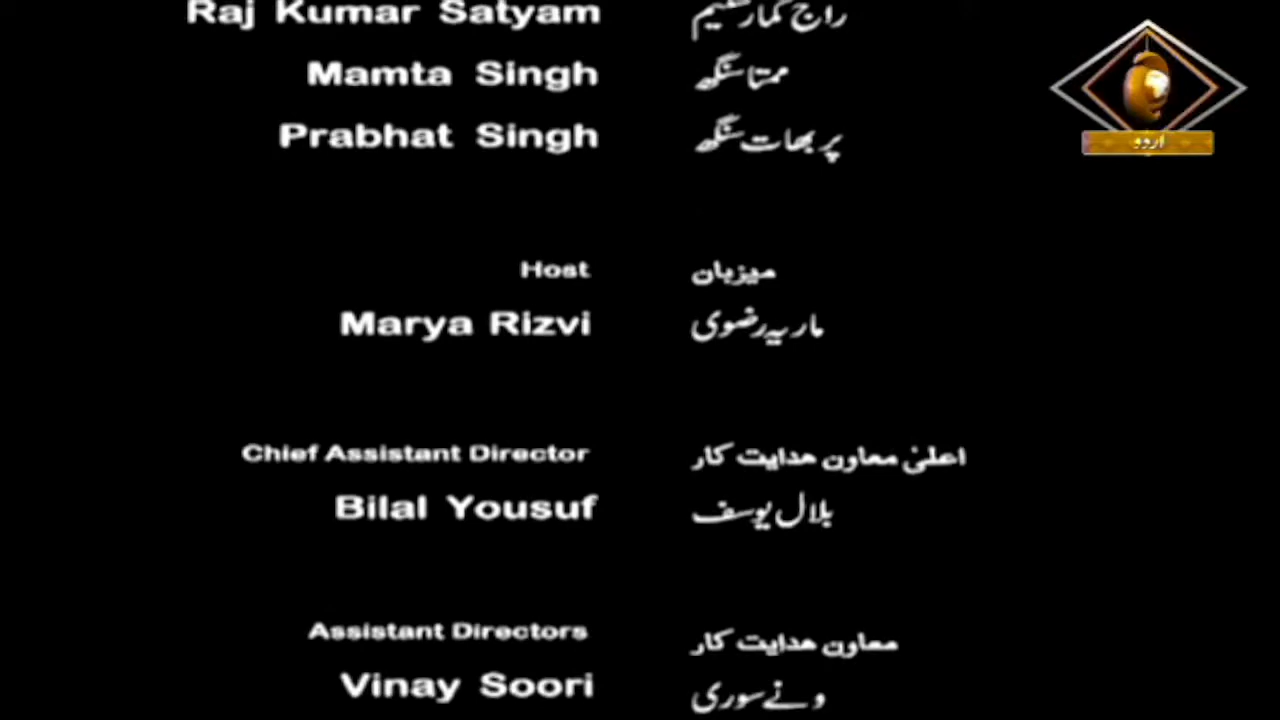 Raj Kumar Satyam راج کمار ستیم
Mamta Singh ممتا سنگھ
Prabhat Singh پربھات سنگھ
Host میزبان
Marya Rizvi ماریہ رضوی
Chief Assistant Director اعلیٰ معاون ھدایت کار
Bilal Yousuf بلال یوسف
Assistant Directors معاون ھدایت کار
Vinay Soori ونے سوری
اردو